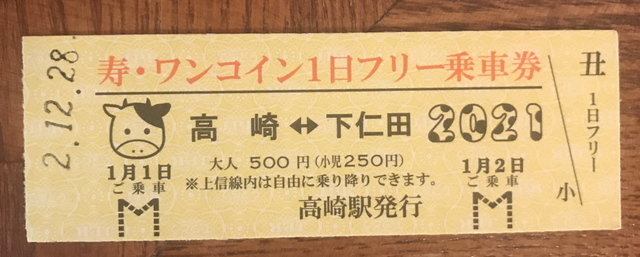 2.12.28
寿・ワンコイン1日フリー乗車券
高崎↔下仁田 2021
大人 500円(小児250円)
1月1日
ご乗車
※上信線内は自由に乗り降りできます。
1月2日
ご乗車
高崎駅発行
丑
1日フリー
小